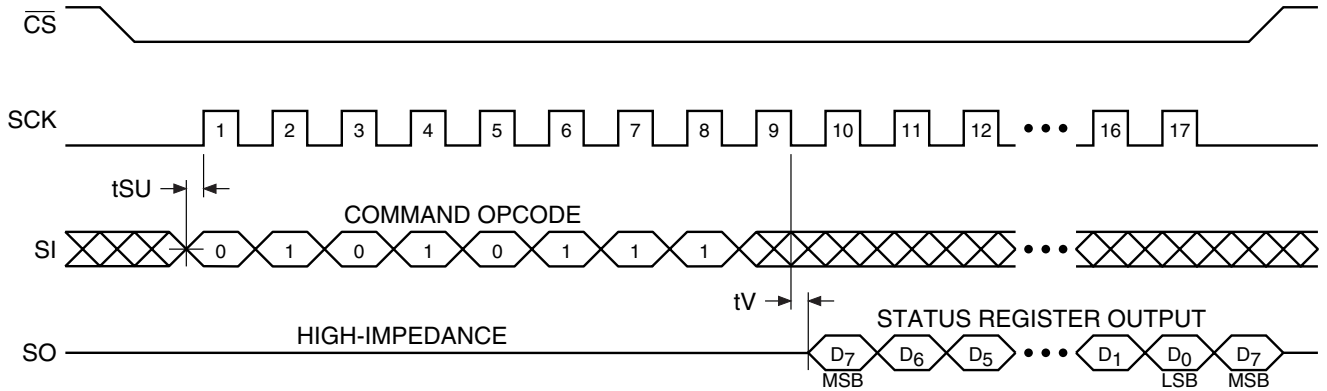 CS
SCK 1 2 3 4 5 6 7 8 9 10 11 12 ••• 16 17
tSU
COMMAND OPCODE
SI 0 1 0 1 0 1 1 1 •••
tV
HIGH-IMPEDANCE STATUS REGISTER OUTPUT
SO D7 D6 D5 ••• D1 D0 D7
MSB LSB MSB